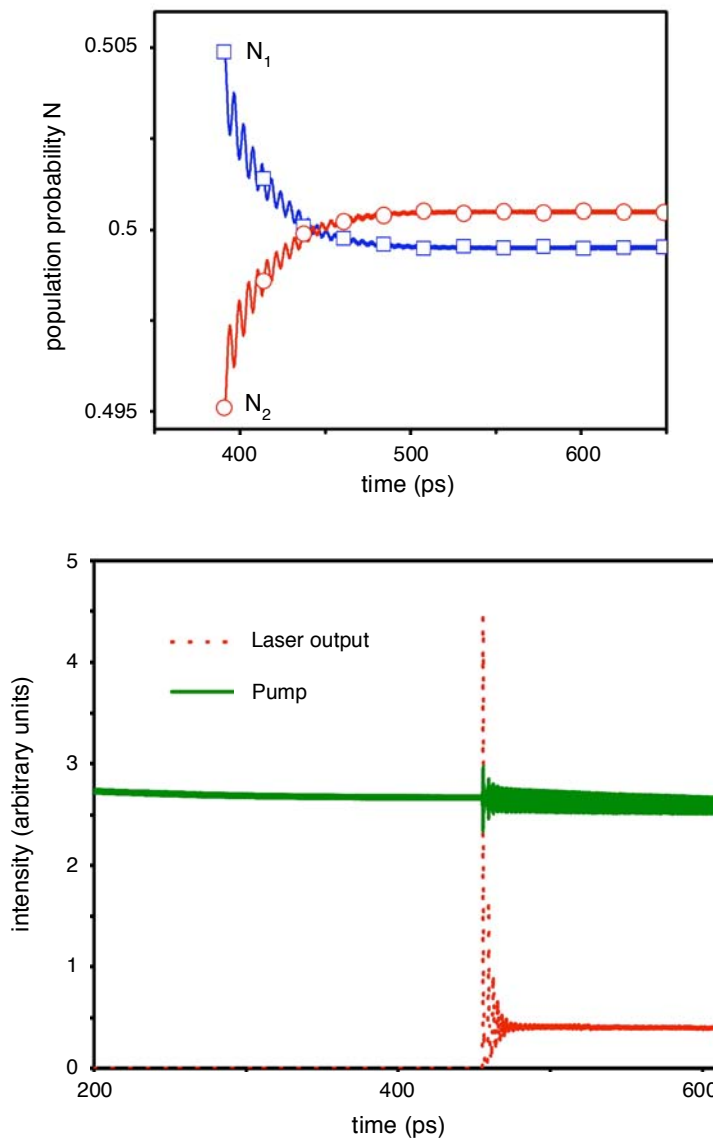 0.505
N1
population probability N
0.5
0.495
N2
400
500
600
time (ps)
5
4
3
2
1
0
Laser output
Pump
intensity (arbitrary units)
200
400
600
time (ps)